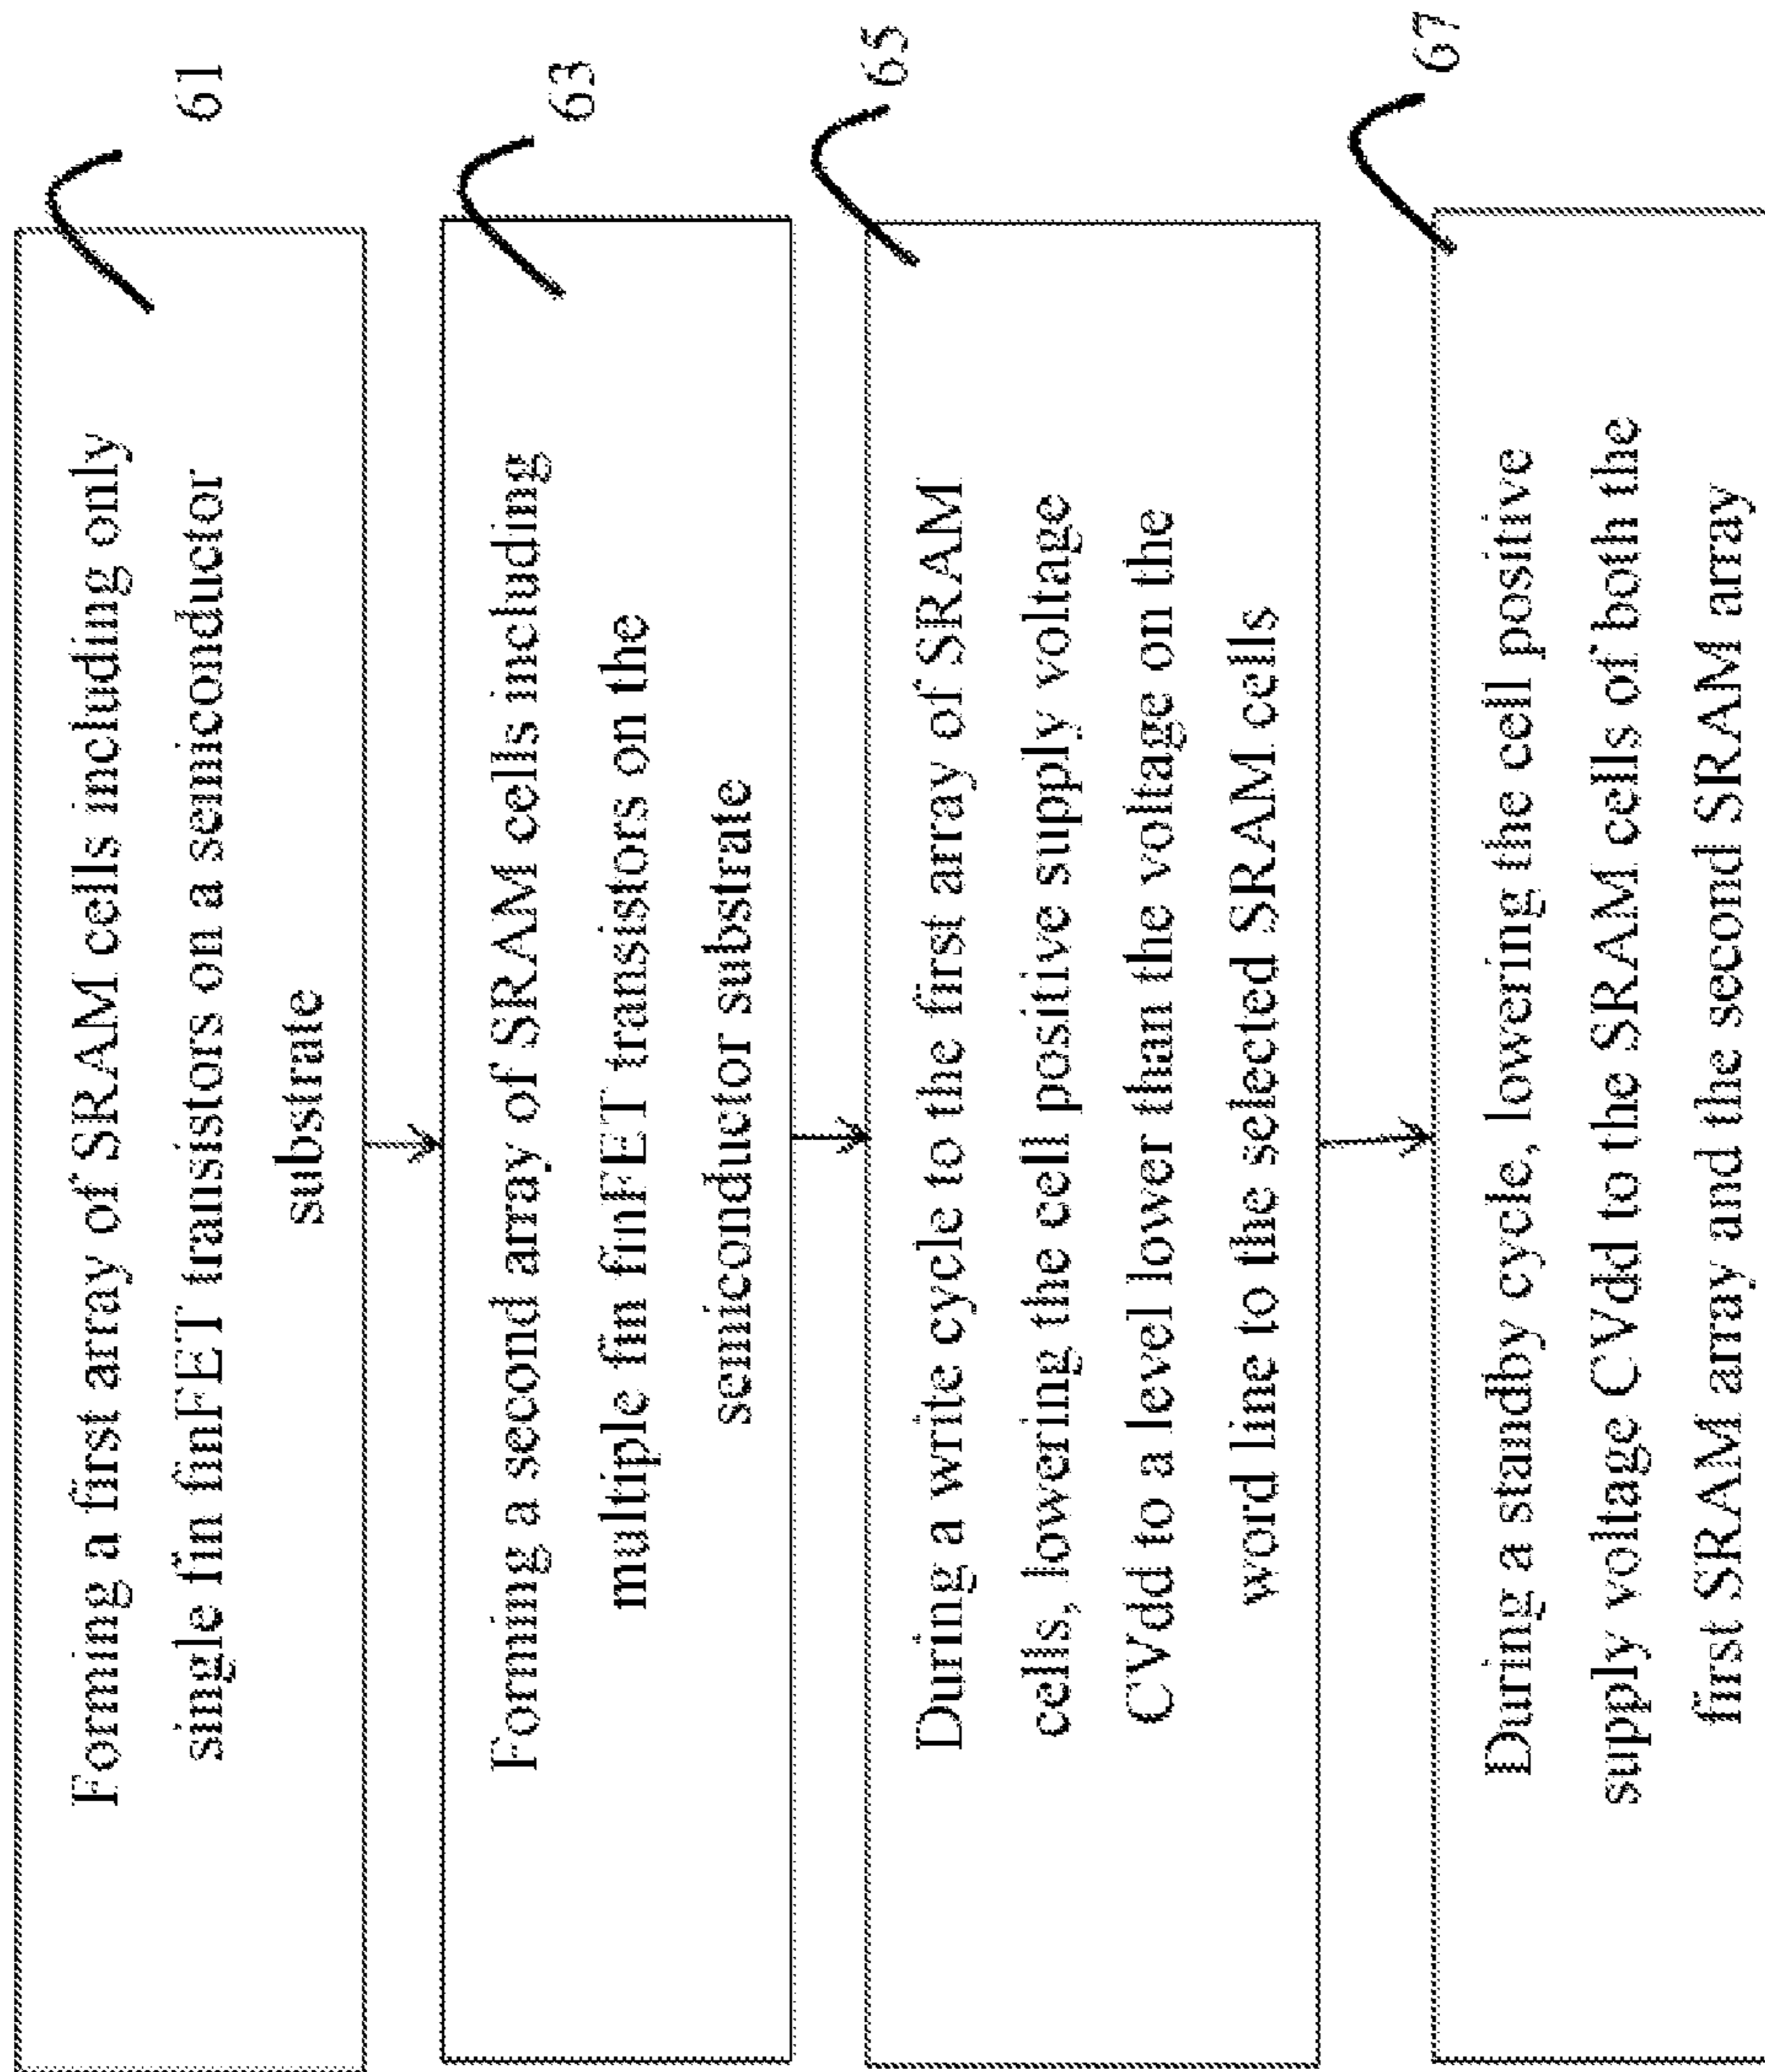 Forming a first array of SRAM cells including only
single fin finFET transistors on a semiconductor
substrate
61
Forming a second array of SRAM cells including
multiple fin finFET transistors on the
semiconductor substrate
63
During a write cycle to the first array of SRAM
cells, lowering the cell positive supply voltage
CVdd to a level lower than the voltage on the
word line to the selected SRAM cells
65
During a standby cycle, lowering the cell positive
supply voltage CVdd to the SRAM cells of both the
first SRAM array and the second SRAM array
67